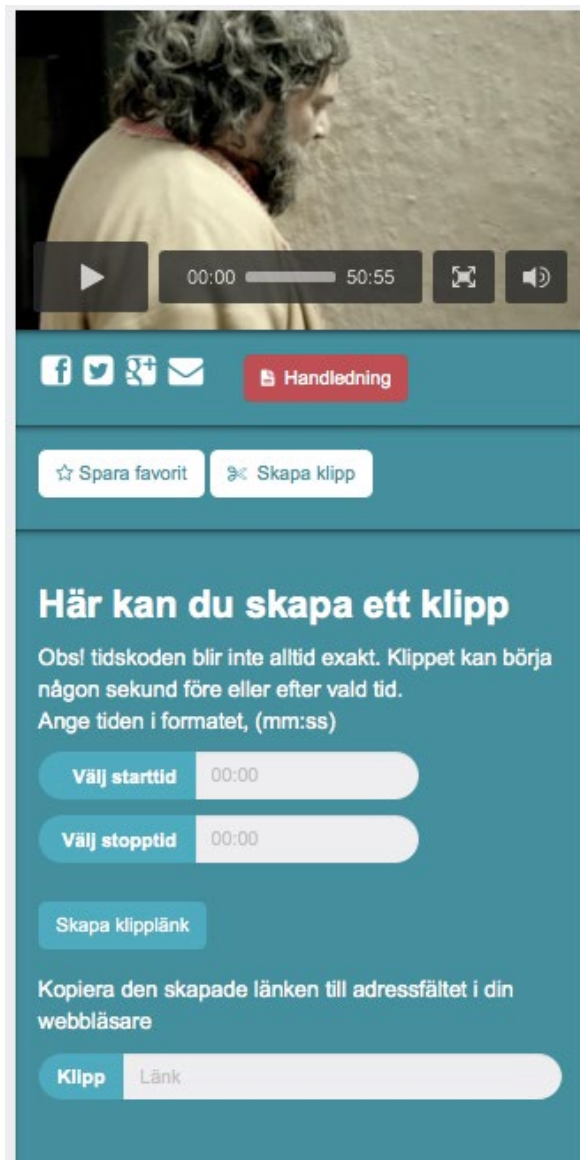 00:00 50:55
Handledning
Spara favorit Skapa klipp
Här kan du skapa ett klipp
Obs! tidskoden blir inte alltid exakt. Klippet kan börja
någon sekund före eller efter vald tid.
Ange tiden i formatet, (mm:ss)
Välj starttid 00:00
Välj stopptid 00:00
Skapa klipplänk
Kopiera den skapade länken till adressfältet i din
webbläsare
Klipp Länk